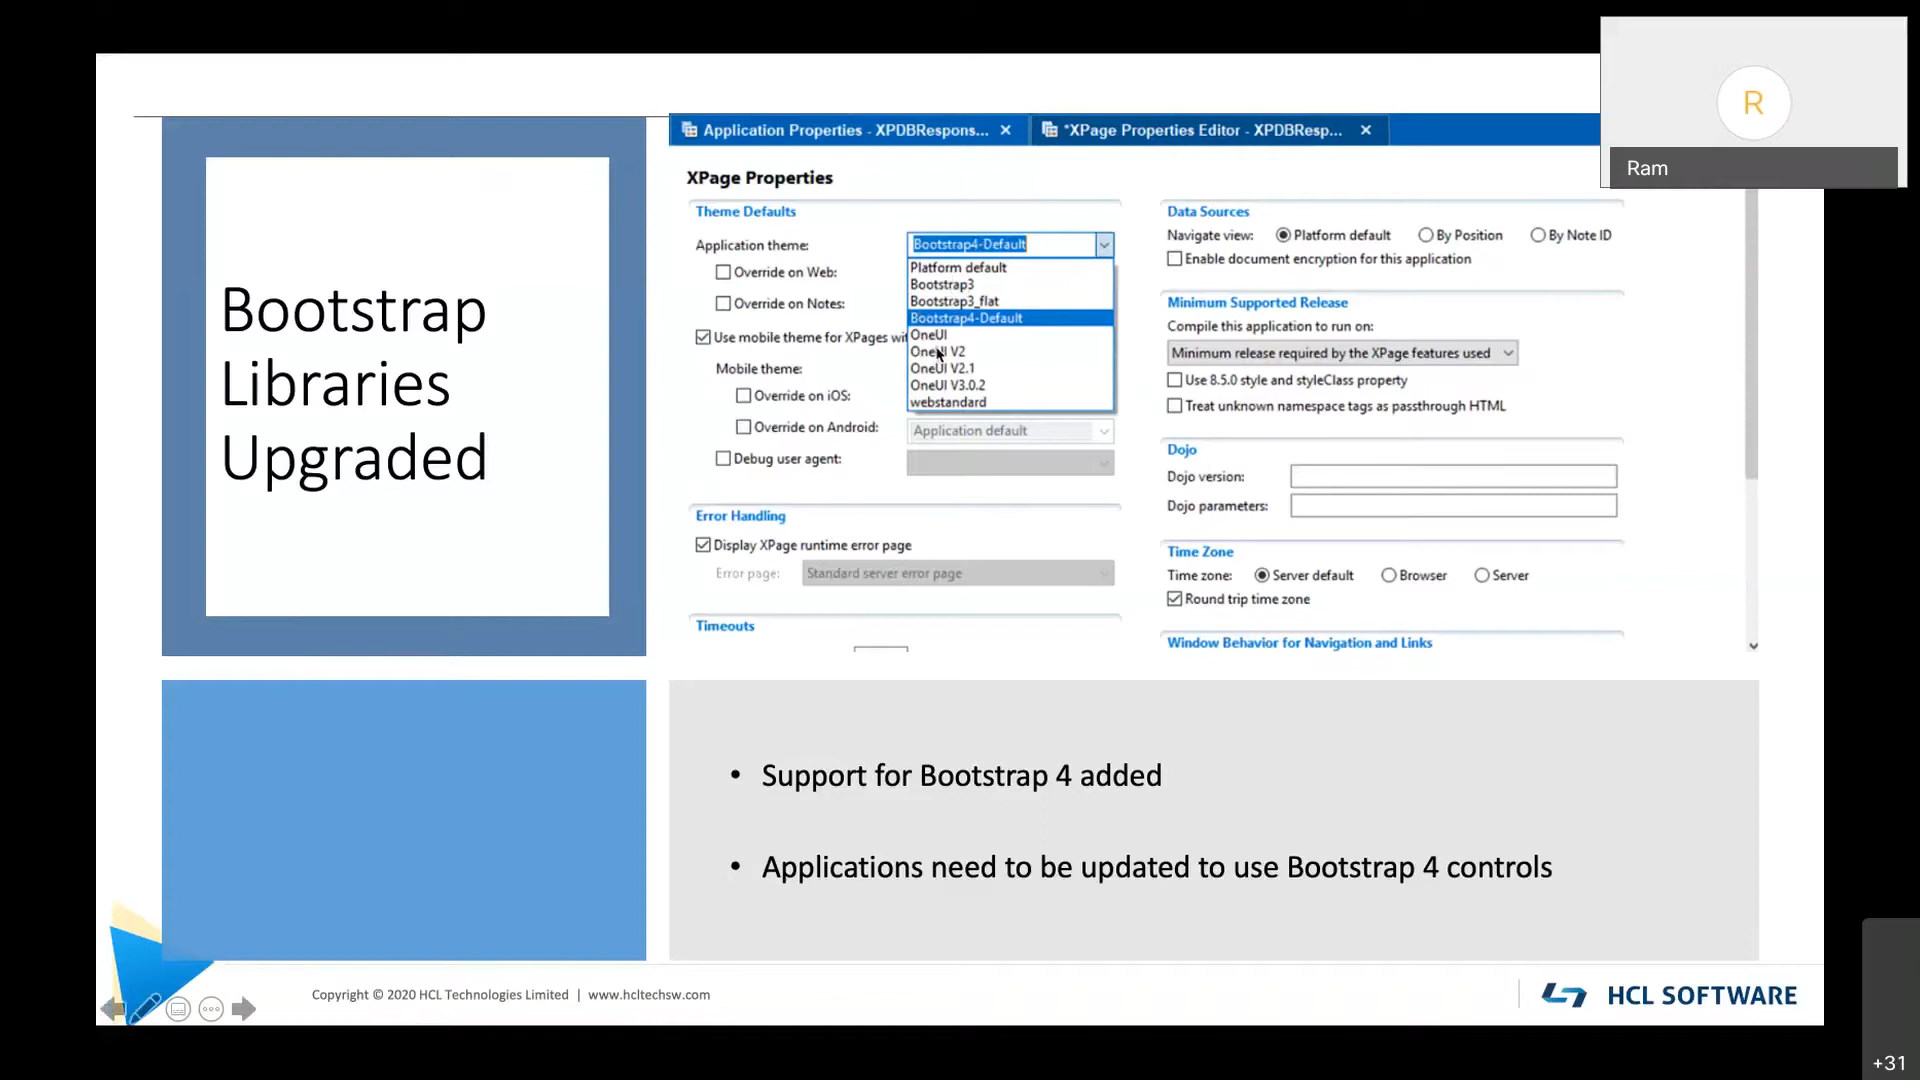 R
Ram
Application Properties - XPDBRespons...
*XPage Properties Editor - XPDBResp...
Bootstrap
Libraries
Upgraded
XPage Properties
Theme Defaults
Application theme:
Bootstrap4-Default
Override on Web:
Override on Notes:
Use mobile theme for XPages wi
Mobile theme:
Override on iOS:
Override on Android:
Application default
Debug user agent:
Platform default
Bootstrap3
Bootstrap3_flat
Bootstrap4-Default
OneUI
OneUI V2
OneUI V2.1
OneUI V3.0.2
webstandard
Error Handling
Display XPage runtime error page
Error page:
Standard server error page
Timeouts
Data Sources
Navigate view:
Platform default
By Position
By Note ID
Enable document encryption for this application
Minimum Supported Release
Compile this application to run on:
Minimum release required by the XPage features used
Use 8.5.0 style and styleClass property
Treat unknown namespace tags as passthrough HTML
Dojo
Dojo version:
Dojo parameters:
Time Zone
Time zone:
Server default
Browser
Server
Round trip time zone
Window Behavior for Navigation and Links
• Support for Bootstrap 4 added
• Applications need to be updated to use Bootstrap 4 controls
Copyright © 2020 HCL Technologies Limited | www.hcltechsw.com
HCL SOFTWARE
+31